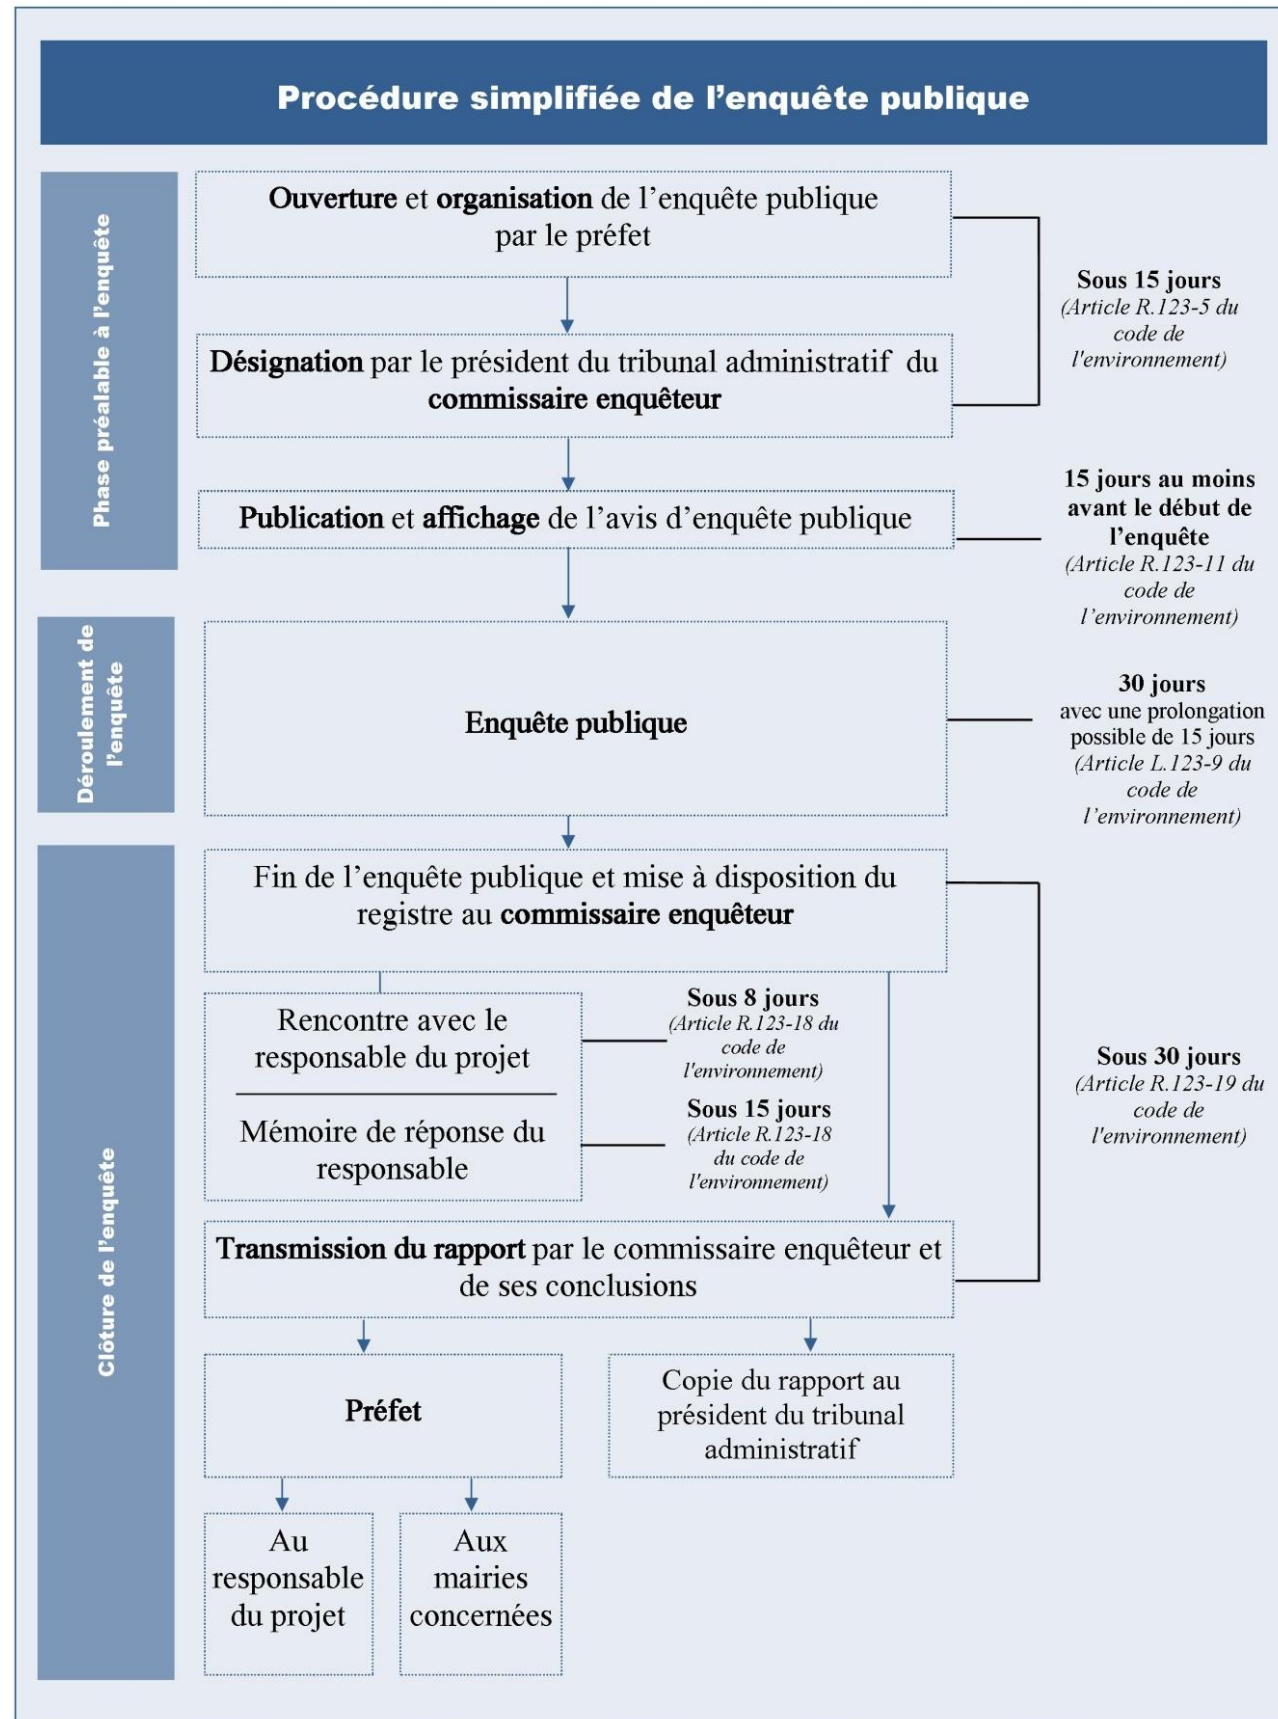 Procédure simplifiée de l’enquête publique
Phase préalable à l’enquête
Ouverture et organisation de l’enquête publique
par le préfet
Sous 15 jours
(Article R.123-5 du
code de
l'environnement)
Désignation par le président du tribunal administratif du
commissaire enquêteur
Publication et affichage de l’avis d’enquête publique
15 jours au moins
avant le début de
l’enquête
(Article R.123-11 du
code de
l’environnement)
Déroulement de
l’enquête
Enquête publique
30 jours
avec une prolongation
possible de 15 jours
(Article L.123-9 du
code de
l’environnement)
Clôture de l’enquête
Fin de l’enquête publique et mise à disposition du
registre au commissaire enquêteur
Rencontre avec le
responsable du projet
Sous 8 jours
(Article R.123-18 du
code de
l'environnement)
Mémoire de réponse du
responsable
Sous 15 jours
(Article R.123-18
du code de
l'environnement)
Sous 30 jours
(Article R.123-19 du
code de
l'environnement)
Transmission du rapport par le commissaire enquêteur et
de ses conclusions
Préfet
Copie du rapport au
président du tribunal
administratif
Au
responsable
du projet
Aux
mairies
concernées